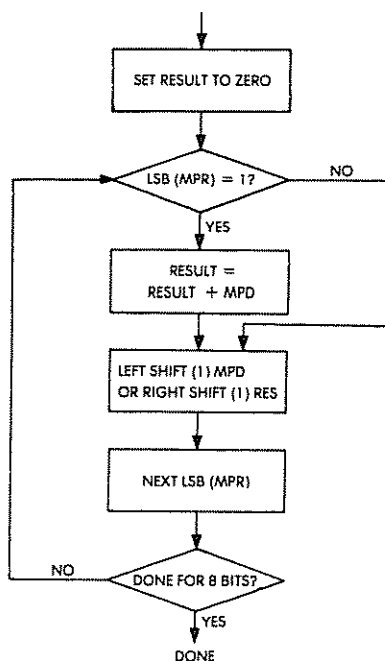 SET RESULT TO ZERO
LSB (MPR) = 1?
NO
YES
RESULT =
RESULT + MPD
LEFT SHIFT (1) MPD
OR RIGHT SHIFT (1) RES
NEXT LSB (MPR)
NO
DONE FOR 8 BITS?
YES
DONE